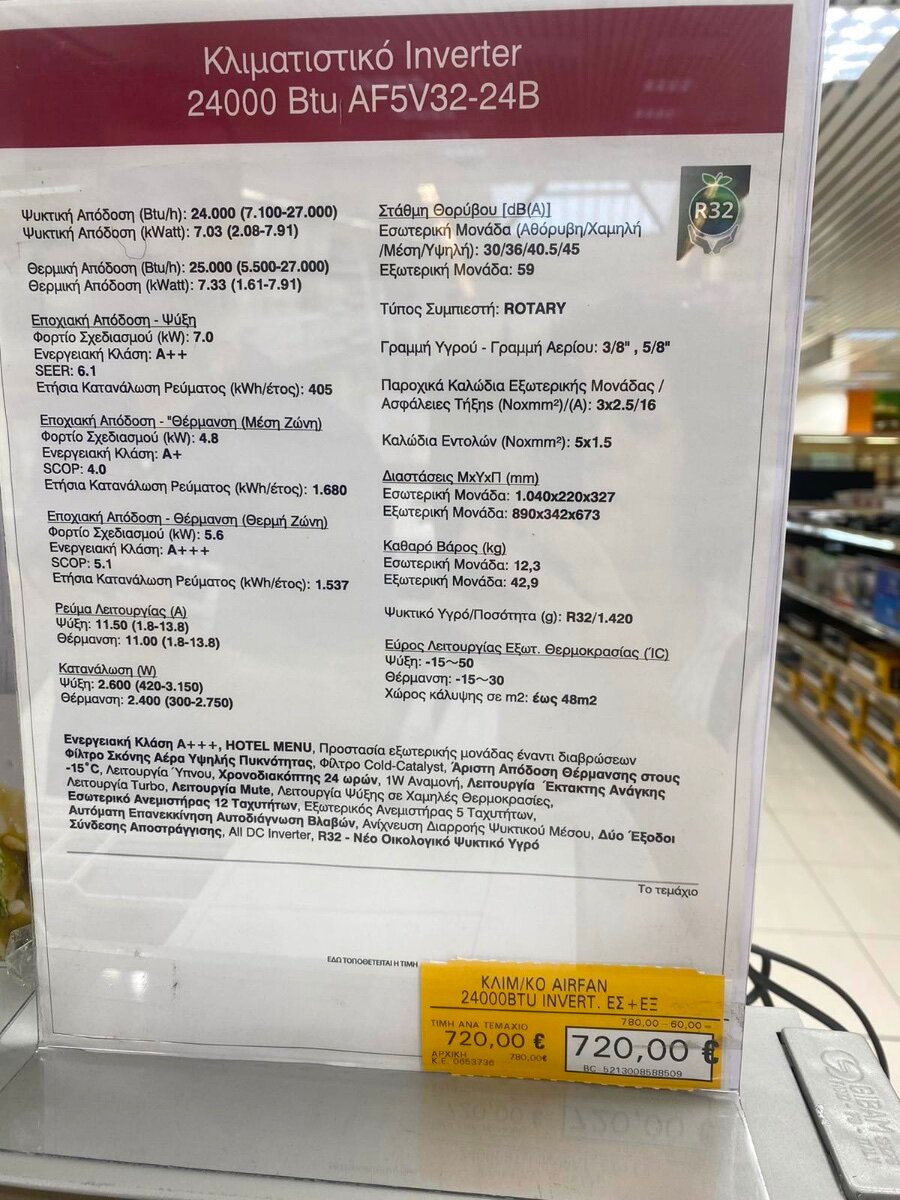 Κλιματιστικό Inverter
24000 Btu AF5V32-24B
Ψυκτική Απόδοση (Btu/h): 24.000 (7.100-27.000)
Ψυκτική Απόδοση (kWatt): 7.03 (2.08-7.91)
Θερμική Απόδοση (Btu/h): 25.000 (5.500-27.000)
Θερμική Απόδοση (kWatt): 7.33 (1.61-7.91)
Εποχιακή Απόδοση - Ψύξη
Φορτίο Σχεδιασμού (kW): 7.0
Ενεργειακή Κλάση: A++
SEER: 6.1
Ετήσια Κατανάλωση Ρεύματος (kWh/έτος): 405
Εποχιακή Απόδοση - "Θέρμανση (Μέση Ζώνη)
Φορτίο Σχεδιασμού (kW): 4.8
Ενεργειακή Κλάση: A+
SCOP: 4.0
Ετήσια Κατανάλωση Ρεύματος (kWh/έτος): 1.680
Εποχιακή Απόδοση - Θέρμανση (Θερμή Ζώνη)
Φορτίο Σχεδιασμού (kW): 5.6
Ενεργειακή Κλάση: A+++
SCOP: 5.1
Ετήσια Κατανάλωση Ρεύματος (kWh/έτος): 1.537
Ρεύμα Λειτουργίας (A)
Ψύξης: 11.50 (1.8-13.8)
Θέρμανση: 11.00 (1.8-13.8)
Κατανάλωση (W)
Ψύξη: 2.600 (420-3.150)
Θέρμανση: 2.400 (300-2.750)
Στάθμη Θορύβου [dB(A)]
Εσωτερική Μονάδα (Αθόρυβη/Χαμηλή
/Μέση/Υψηλή): 30/36/40.5/45
Εξωτερική Μονάδα: 59
Τύπος Συμπιεστή: ROTARY
Γραμμή Υγρού - Γραμμή Αερίου: 3/8" , 5/8"
Παροχικά Καλώδια Εξωτερικής Μονάδας /
Ασφάλειες Τήξης (Noxmm²)/(A): 3x2.5/16
Καλώδια Εντολών (Noxmm²): 5x1.5
Διαστάσεις ΜxΥxΠ (mm)
Εσωτερική Μονάδα: 1.040x220x327
Εξωτερική Μονάδα: 890x342x673
Καθαρό Βάρος (kg)
Εσωτερική Μονάδα: 12,3
Εξωτερική Μονάδα: 42,9
Ψυκτικό Υγρό/Ποσότητα (g): R32/1.420
Εύρος Λειτουργίας Εξωτ. Θερμοκρασίας (ΊC)
Ψύξη: -15~50
Θέρμανση: -15~30
Χώρος κάλυψης σε m2: έως 48m2
R32
Ενεργειακή Κλάση A+++, HOTEL MENU, Προστασία εξωτερικής μονάδας έναντι διαβρώσεων
Φίλτρο Σκόνης Αέρα Υψηλής Πυκνότητας, Φίλτρο Cold-Catalyst, Άριστη Απόδοση Θέρμανσης στους
-15°C, Λειτουργία Ύπνου, Χρονοδιακόπτης 24 ωρών, 1W Αναμονή, Λειτουργία Έκτακτης Ανάγκης
Λειτουργία Turbo, Λειτουργία Mute, Λειτουργία Ψύξης σε Χαμηλές Θερμοκρασίες,
Εσωτερικό Ανεμιστήρας 12 Ταχυτήτων, Εξωτερικός Ανεμιστήρας 5 Ταχυτήτων,
Αυτόματη Επανεκκίνηση Αυτοδιάγνωση Βλαβών, Ανίχνευση Διαρροής Ψυκτικού Μέσου, Δύο Έξοδοι
Σύνδεσης Αποστράγγισης, All DC Inverter, R32 - Νέο Οικολογικό Ψυκτικό Υγρό
Το τεμάχιο
ΕΔΩ ΤΟΠΟΘΕΤΕΙΤΑΙ Η ΤΙΜΗ
ΚΛΙΜ/ΚΟ AIRFAN
24000BTU INVERT. ΕΣ+ΕΞ
780,00 -60,00=
ΤΙΜΗ ΑΝΑ ΤΕΜΑΧΙΟ
720,00 €
720,00 €
ΑΡΧΙΚΗ 780,00€
Κ.Ε. 0653736
BC 5213008588509